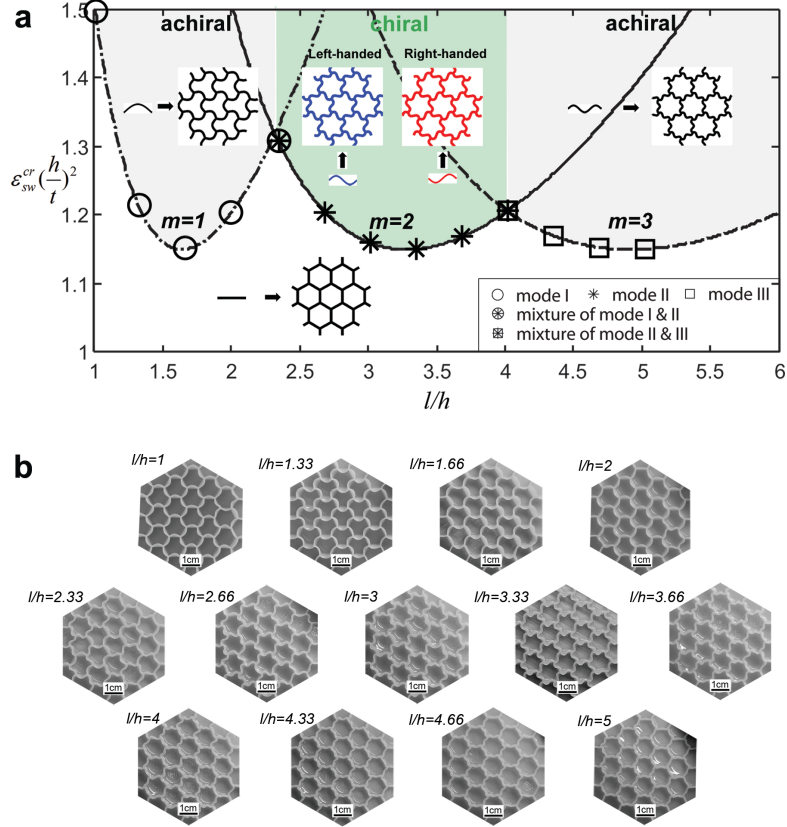 a
achiral
chiral
achiral
Left-handed
Right-handed
1.5
1.4
1.3
1.2
1.1
1
ε_sw^cr(h/t)^2
m=1
m=2
m=3
mode I
mode II
mode III
mixture of mode I & II
mixture of mode II & III
1 1.5 2 2.5 3 3.5 4 4.5 5 5.5 6
l/h
b
l/h=1
l/h=1.33
l/h=1.66
l/h=2
1cm 1cm 1cm 1cm
l/h=2.33
l/h=2.66
l/h=3
l/h=3.33
l/h=3.66
1cm 1cm 1cm 1cm 1cm
l/h=4
l/h=4.33
l/h=4.66
l/h=5
1cm 1cm 1cm 1cm